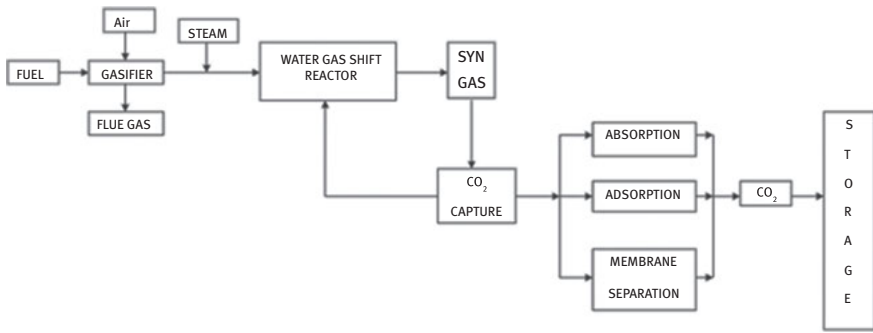 Air
STEAM
FUEL
GASIFIER
WATER GAS SHIFT
REACTOR
SYN
GAS
FLUE GAS
CO₂
CAPTURE
ABSORPTION
ADSORPTION
MEMBRANE
SEPARATION
CO₂
S
T
O
R
A
G
E